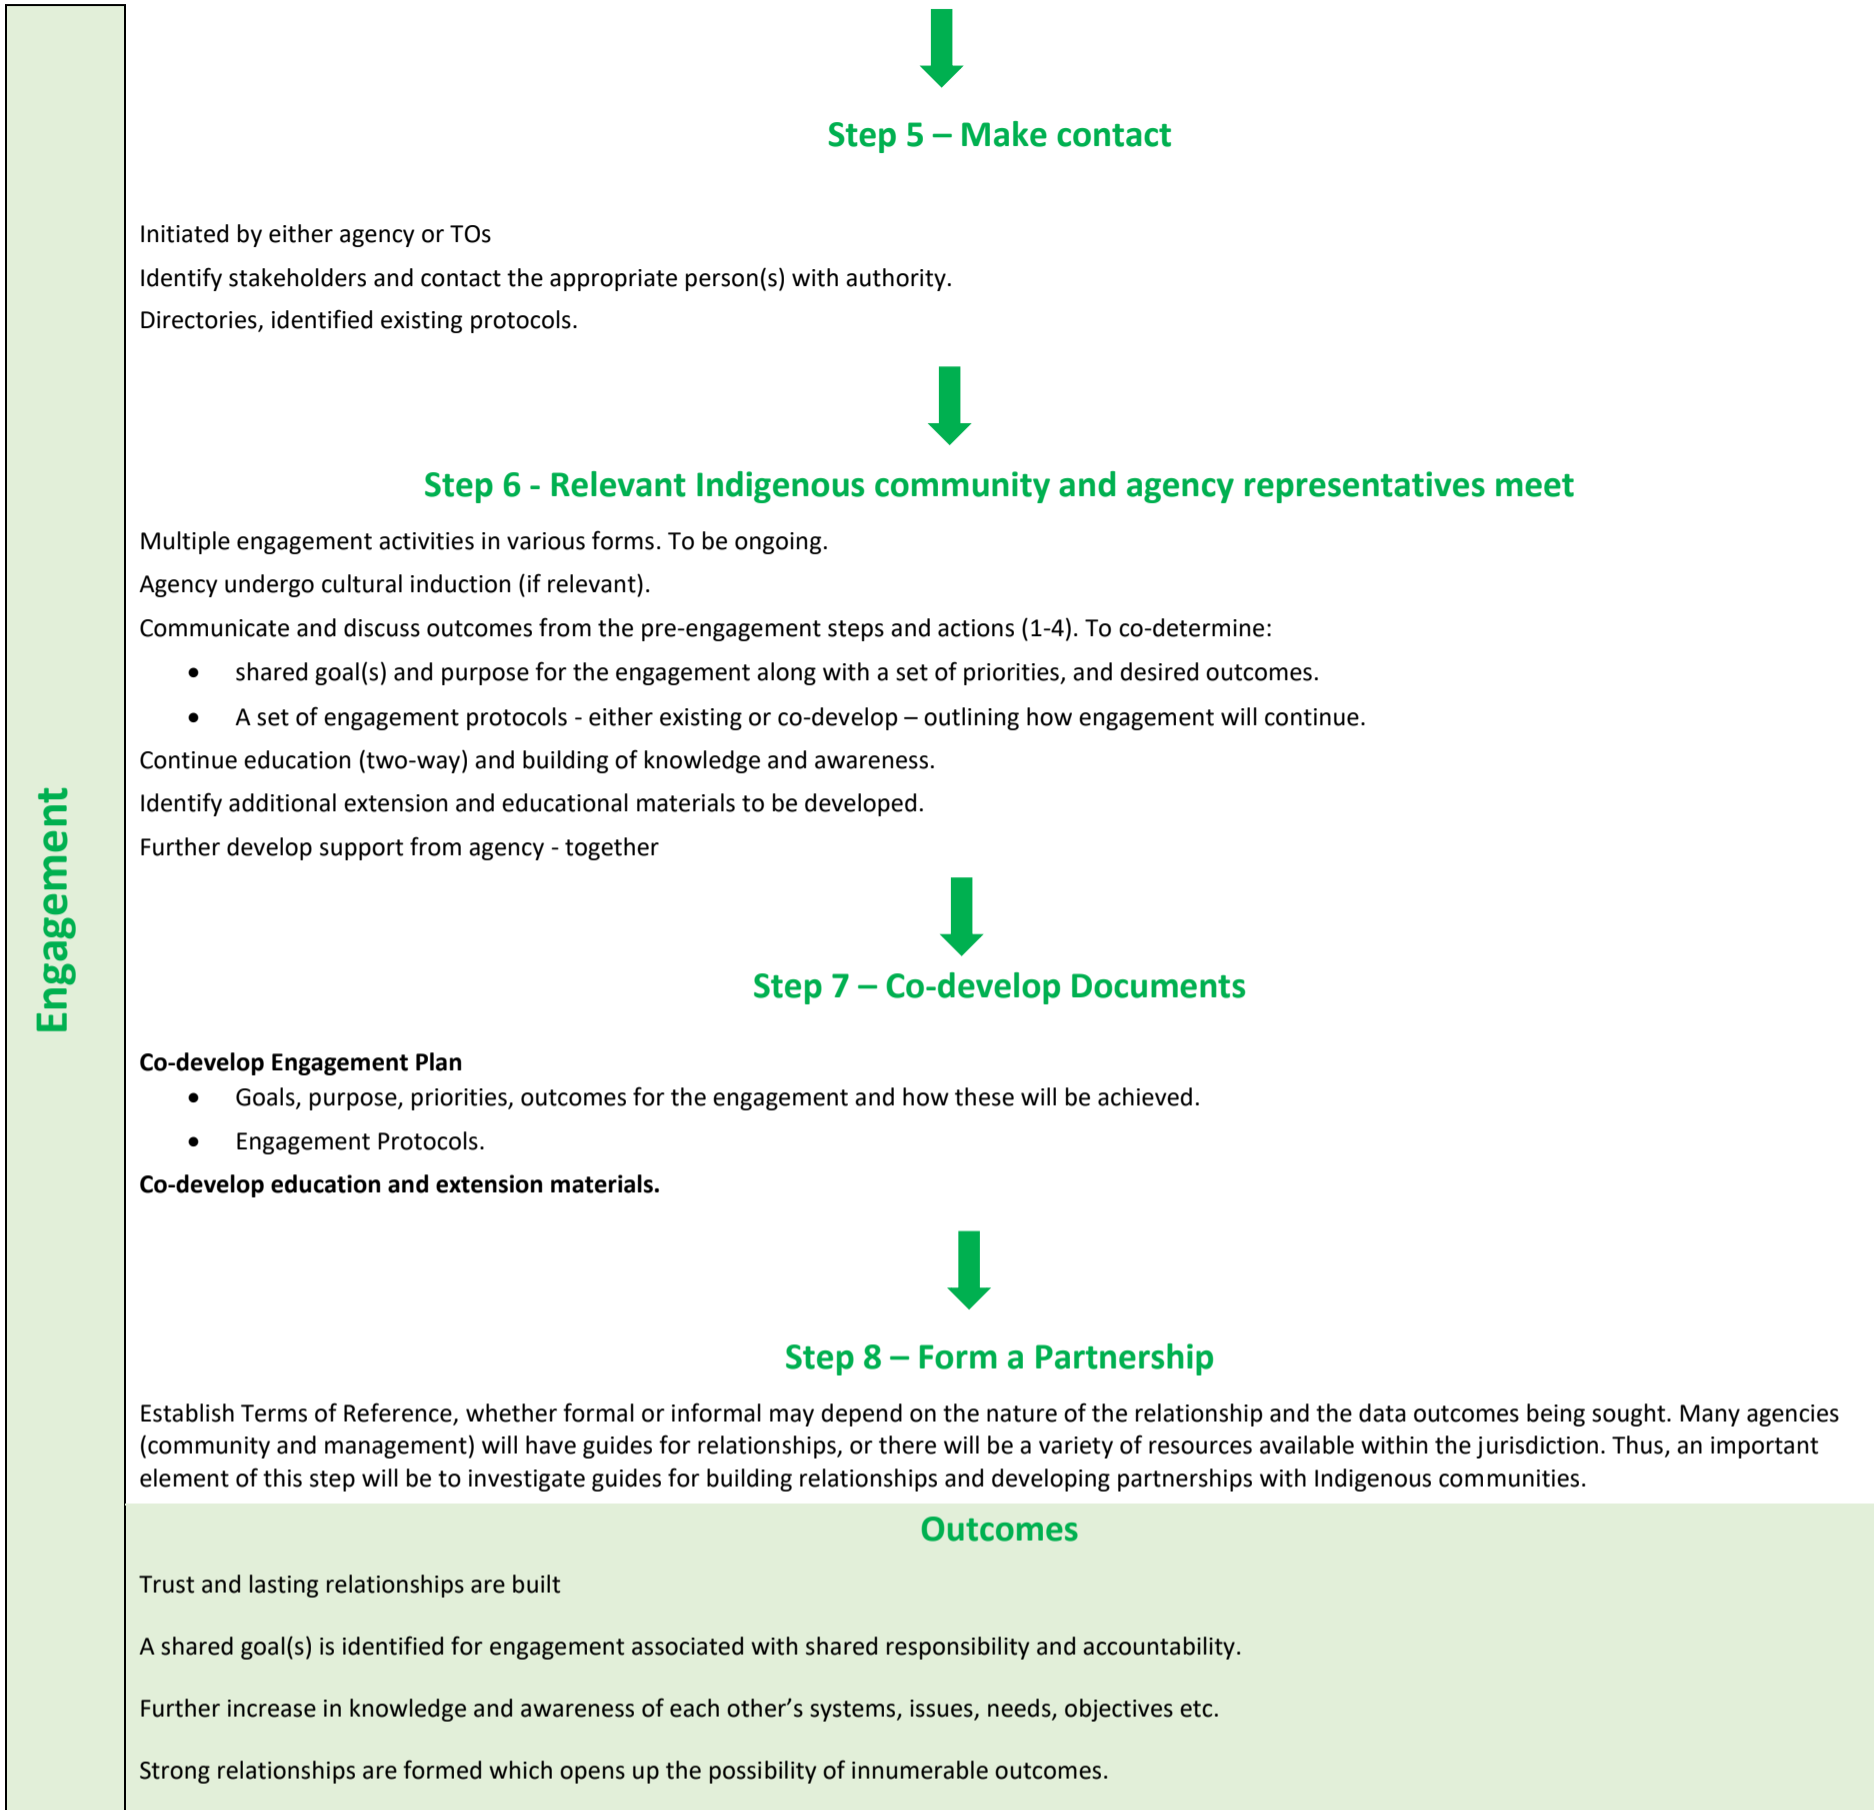 Engagement
Step 5 – Make contact
Initiated by either agency or TOs
Identify stakeholders and contact the appropriate person(s) with authority.
Directories, identified existing protocols.
Step 6 - Relevant Indigenous community and agency representatives meet
Multiple engagement activities in various forms. To be ongoing.
Agency undergo cultural induction (if relevant).
Communicate and discuss outcomes from the pre-engagement steps and actions (1-4). To co-determine:
• shared goal(s) and purpose for the engagement along with a set of priorities, and desired outcomes.
• A set of engagement protocols - either existing or co-develop – outlining how engagement will continue.
Continue education (two-way) and building of knowledge and awareness.
Identify additional extension and educational materials to be developed.
Further develop support from agency - together
Step 7 – Co-develop Documents
Co-develop Engagement Plan
• Goals, purpose, priorities, outcomes for the engagement and how these will be achieved.
• Engagement Protocols.
Co-develop education and extension materials.
Step 8 – Form a Partnership
Establish Terms of Reference, whether formal or informal may depend on the nature of the relationship and the data outcomes being sought. Many agencies
(community and management) will have guides for relationships, or there will be a variety of resources available within the jurisdiction. Thus, an important
element of this step will be to investigate guides for building relationships and developing partnerships with Indigenous communities.
Outcomes
Trust and lasting relationships are built
A shared goal(s) is identified for engagement associated with shared responsibility and accountability.
Further increase in knowledge and awareness of each other’s systems, issues, needs, objectives etc.
Strong relationships are formed which opens up the possibility of innumerable outcomes.